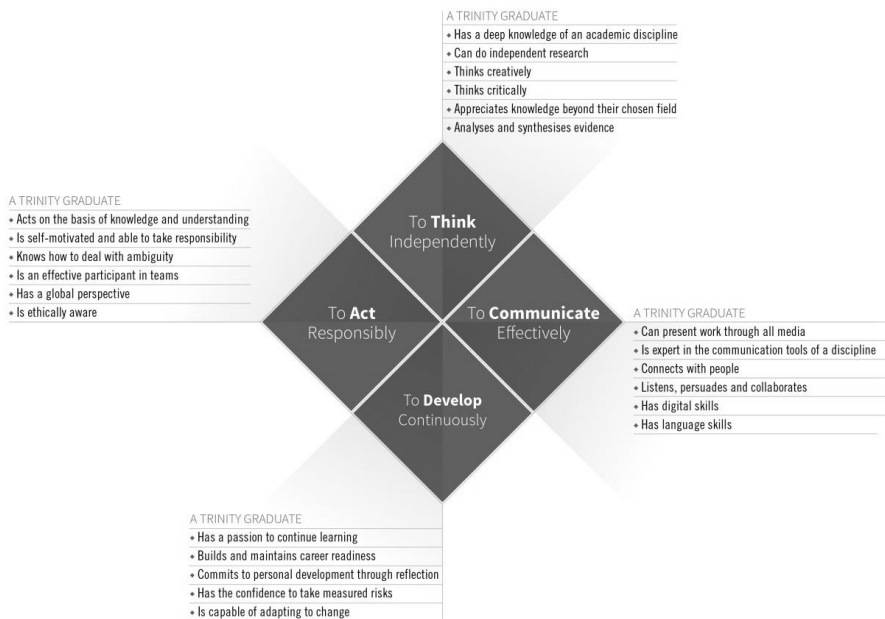 A TRINITY GRADUATE
Has a deep knowledge of an academic discipline
Can do independent research
Thinks creatively
Thinks critically
Appreciates knowledge beyond their chosen field
Analyses and synthesises evidence
To Think
Independently
A TRINITY GRADUATE
Acts on the basis of knowledge and understanding
Is self-motivated and able to take responsibility
Knows how to deal with ambiguity
Is an effective participant in teams
Has a global perspective
Is ethically aware
To Act
Responsibly
To Communicate
Effectively
A TRINITY GRADUATE
Can present work through all media
Is expert in the communication tools of a discipline
Connects with people
Listens, persuades and collaborates
Has digital skills
Has language skills
To Develop
Continuously
A TRINITY GRADUATE
Has a passion to continue learning
Builds and maintains career readiness
Commits to personal development through reflection
Has the confidence to take measured risks
Is capable of adapting to change